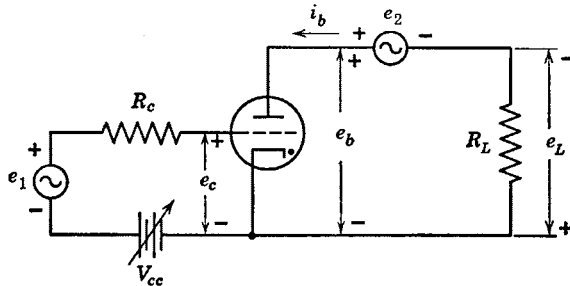 i_b
+ e_2 -
+ -
R_c
+ +
R_L e_L
e_b
e_1 e_c
- - - +
V_cc